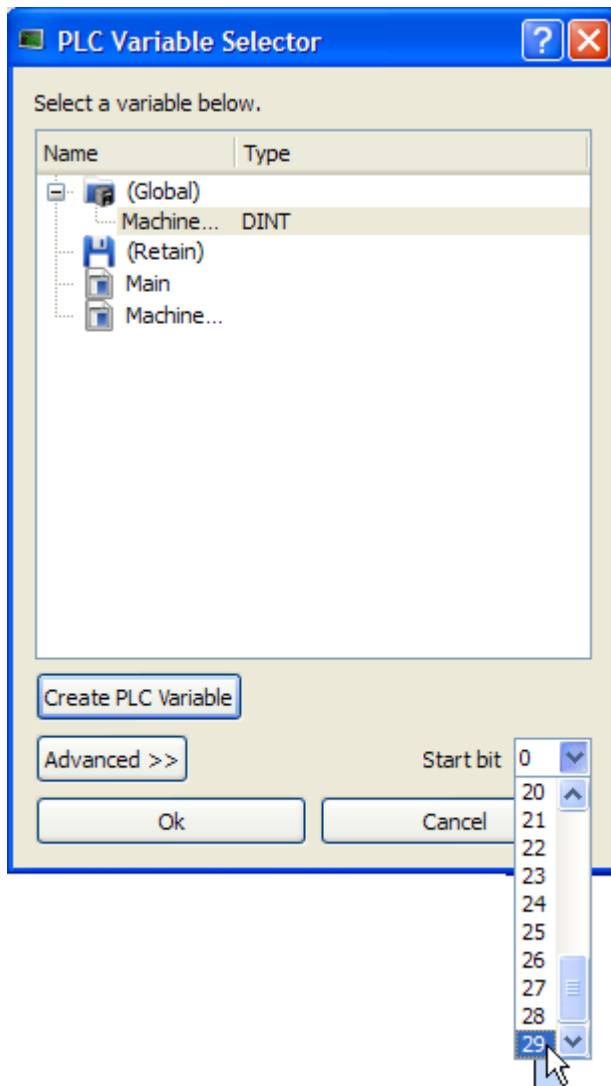 PLC Variable Selector
Select a variable below.
Name Type
(Global)
Machine... DINT
(Retain)
Main
Machine...
Create PLC Variable
Advanced >> Start bit 0
Ok Cancel
20
21
22
23
24
25
26
27
28
29